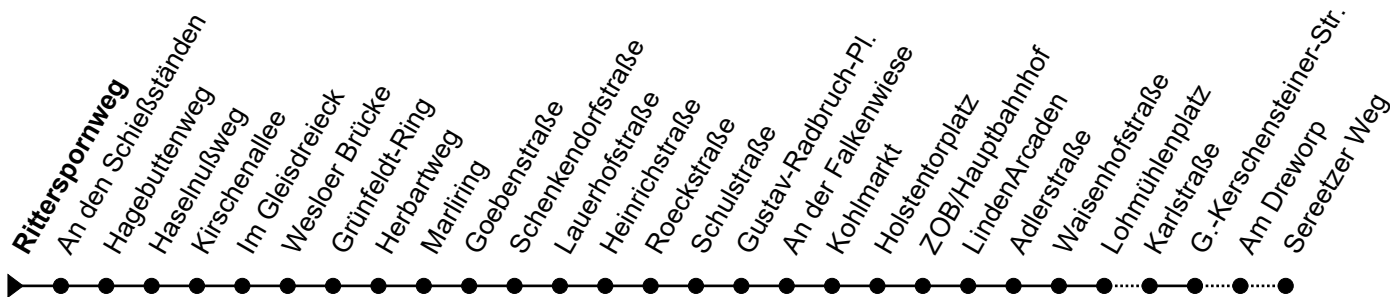 Ritterspornweg
An den Schießständen
Hagebuttenweg
Haselnußweg
Kirschenallee
Im Gleisdreieck
Wesloer Brücke
Grünfeldt-Ring
Herbartweg
Marliring
Goebenstraße
Schenkendorfstraße
Lauerhofstraße
Heinrichstraße
Roeckstraße
Schulstraße
Gustav-Radbruch-Pl.
An der Falkenwiese
Kohlmarkt
Holstentorplatz
ZOB/Hauptbahnhof
LindenArcaden
Adlerstraße
Waisenhofstraße
Lohmühlenplatz
Karlstraße
G.-Kerschensteiner-Str.
Am Dreworp
Sereetzer Weg